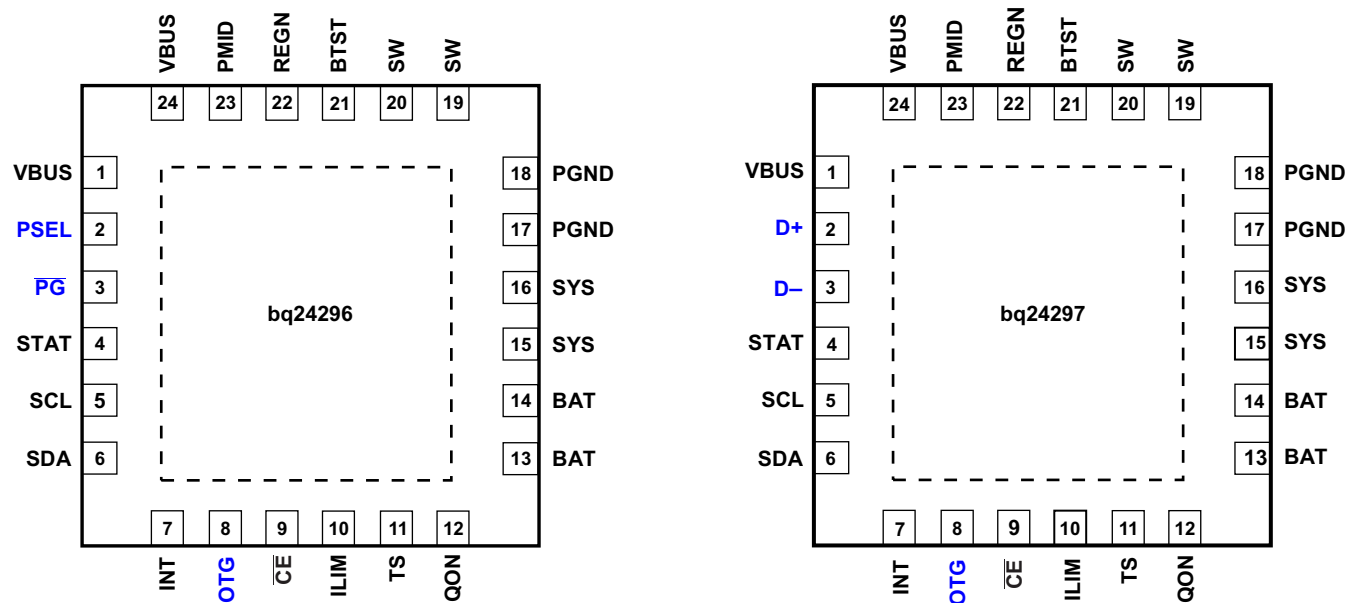 VBUS PMID REGN BTST SW SW
24 23 22 21 20 19
VBUS 1
PSEL 2
P̅G̅ 3
STAT 4
SCL 5
SDA 6
bq24296
18 PGND
17 PGND
16 SYS
15 SYS
14 BAT
13 BAT
7 8 9 10 11 12
INT OTG C̅E̅ ILIM TS QON
VBUS PMID REGN BTST SW SW
24 23 22 21 20 19
VBUS 1
D+ 2
D– 3
STAT 4
SCL 5
SDA 6
bq24297
18 PGND
17 PGND
16 SYS
15 SYS
14 BAT
13 BAT
7 8 9 10 11 12
INT OTG C̅E̅ ILIM TS QON